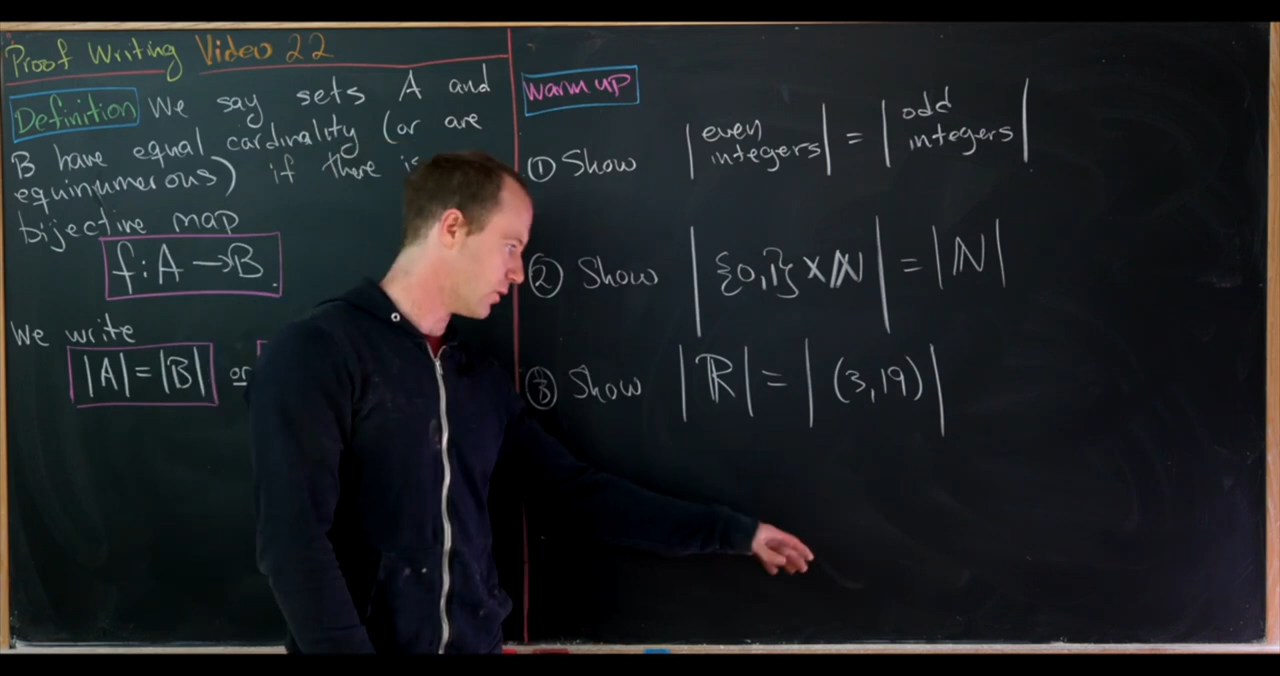 Proof Writing Video 22
Definition We say sets A and
B have equal cardinality (or are
equinumerous) if there is
bijective map
f: A → B.
We write
|A| = |B| or
Warm up
① Show |even integers| = |odd integers|
② Show |{0,1} × ℕ| = |ℕ|
③ Show |ℝ| = |(3,19)|